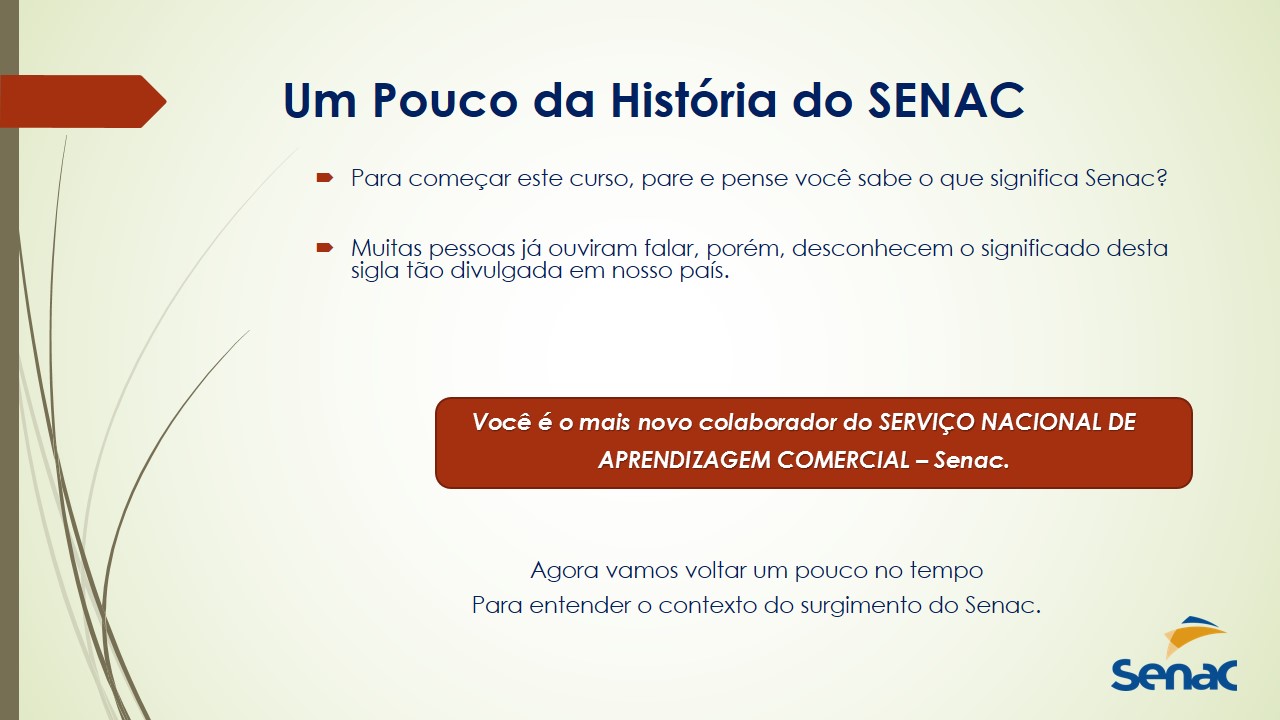 Um Pouco da História do SENAC
Para começar este curso, pare e pense você sabe o que significa Senac?
Muitas pessoas já ouviram falar, porém, desconhecem o significado desta
sigla tão divulgada em nosso país.
Você é o mais novo colaborador do SERVIÇO NACIONAL DE
APRENDIZAGEM COMERCIAL – Senac.
Agora vamos voltar um pouco no tempo
Para entender o contexto do surgimento do Senac.
Senac